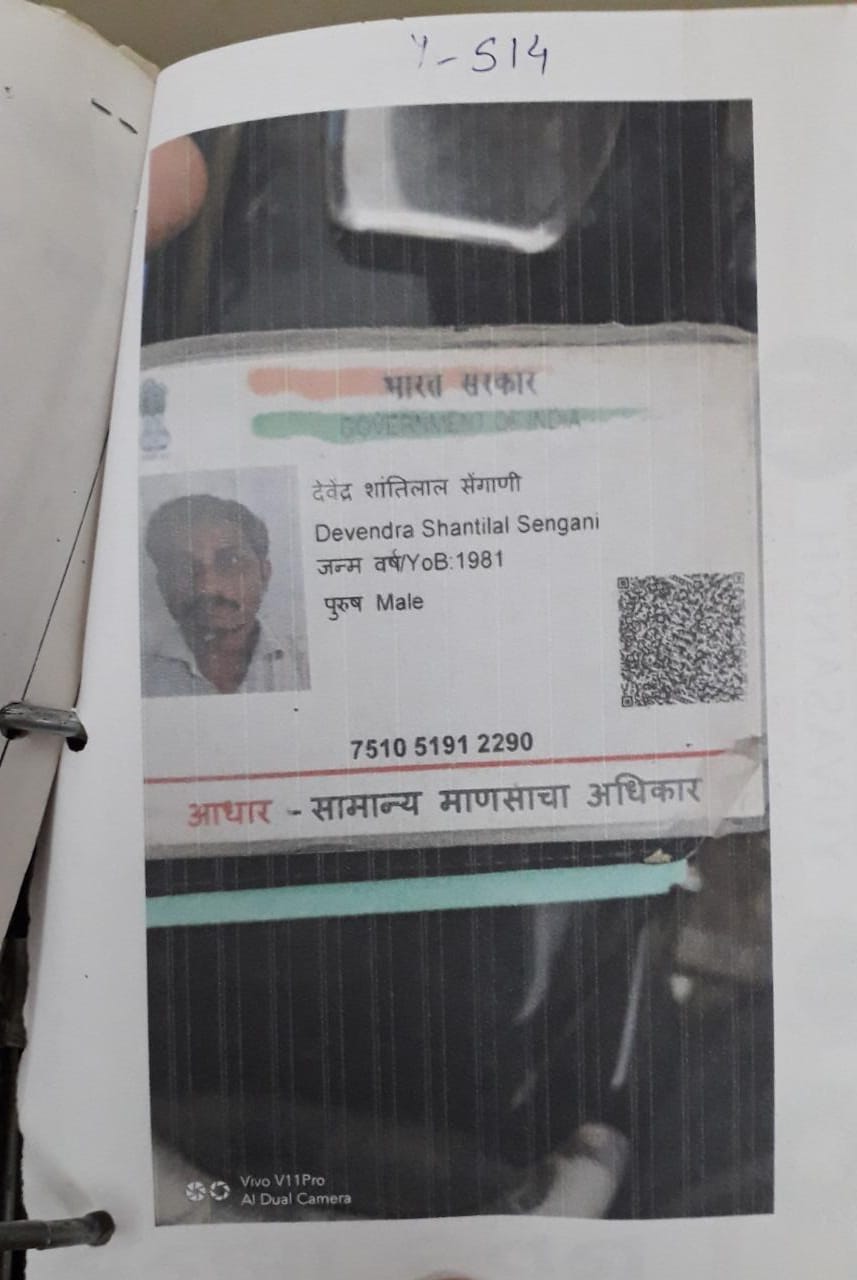 Y-514
भारत सरकार
GOVERNMENT OF INDIA
देवेंद्र शांतिलाल सेंगाणी
Devendra Shantilal Sengani
जन्म वर्ष/YoB:1981
पुरुष Male
7510 5191 2290
आधार - सामान्य माणसाचा अधिकार
Vivo V11Pro
AI Dual Camera